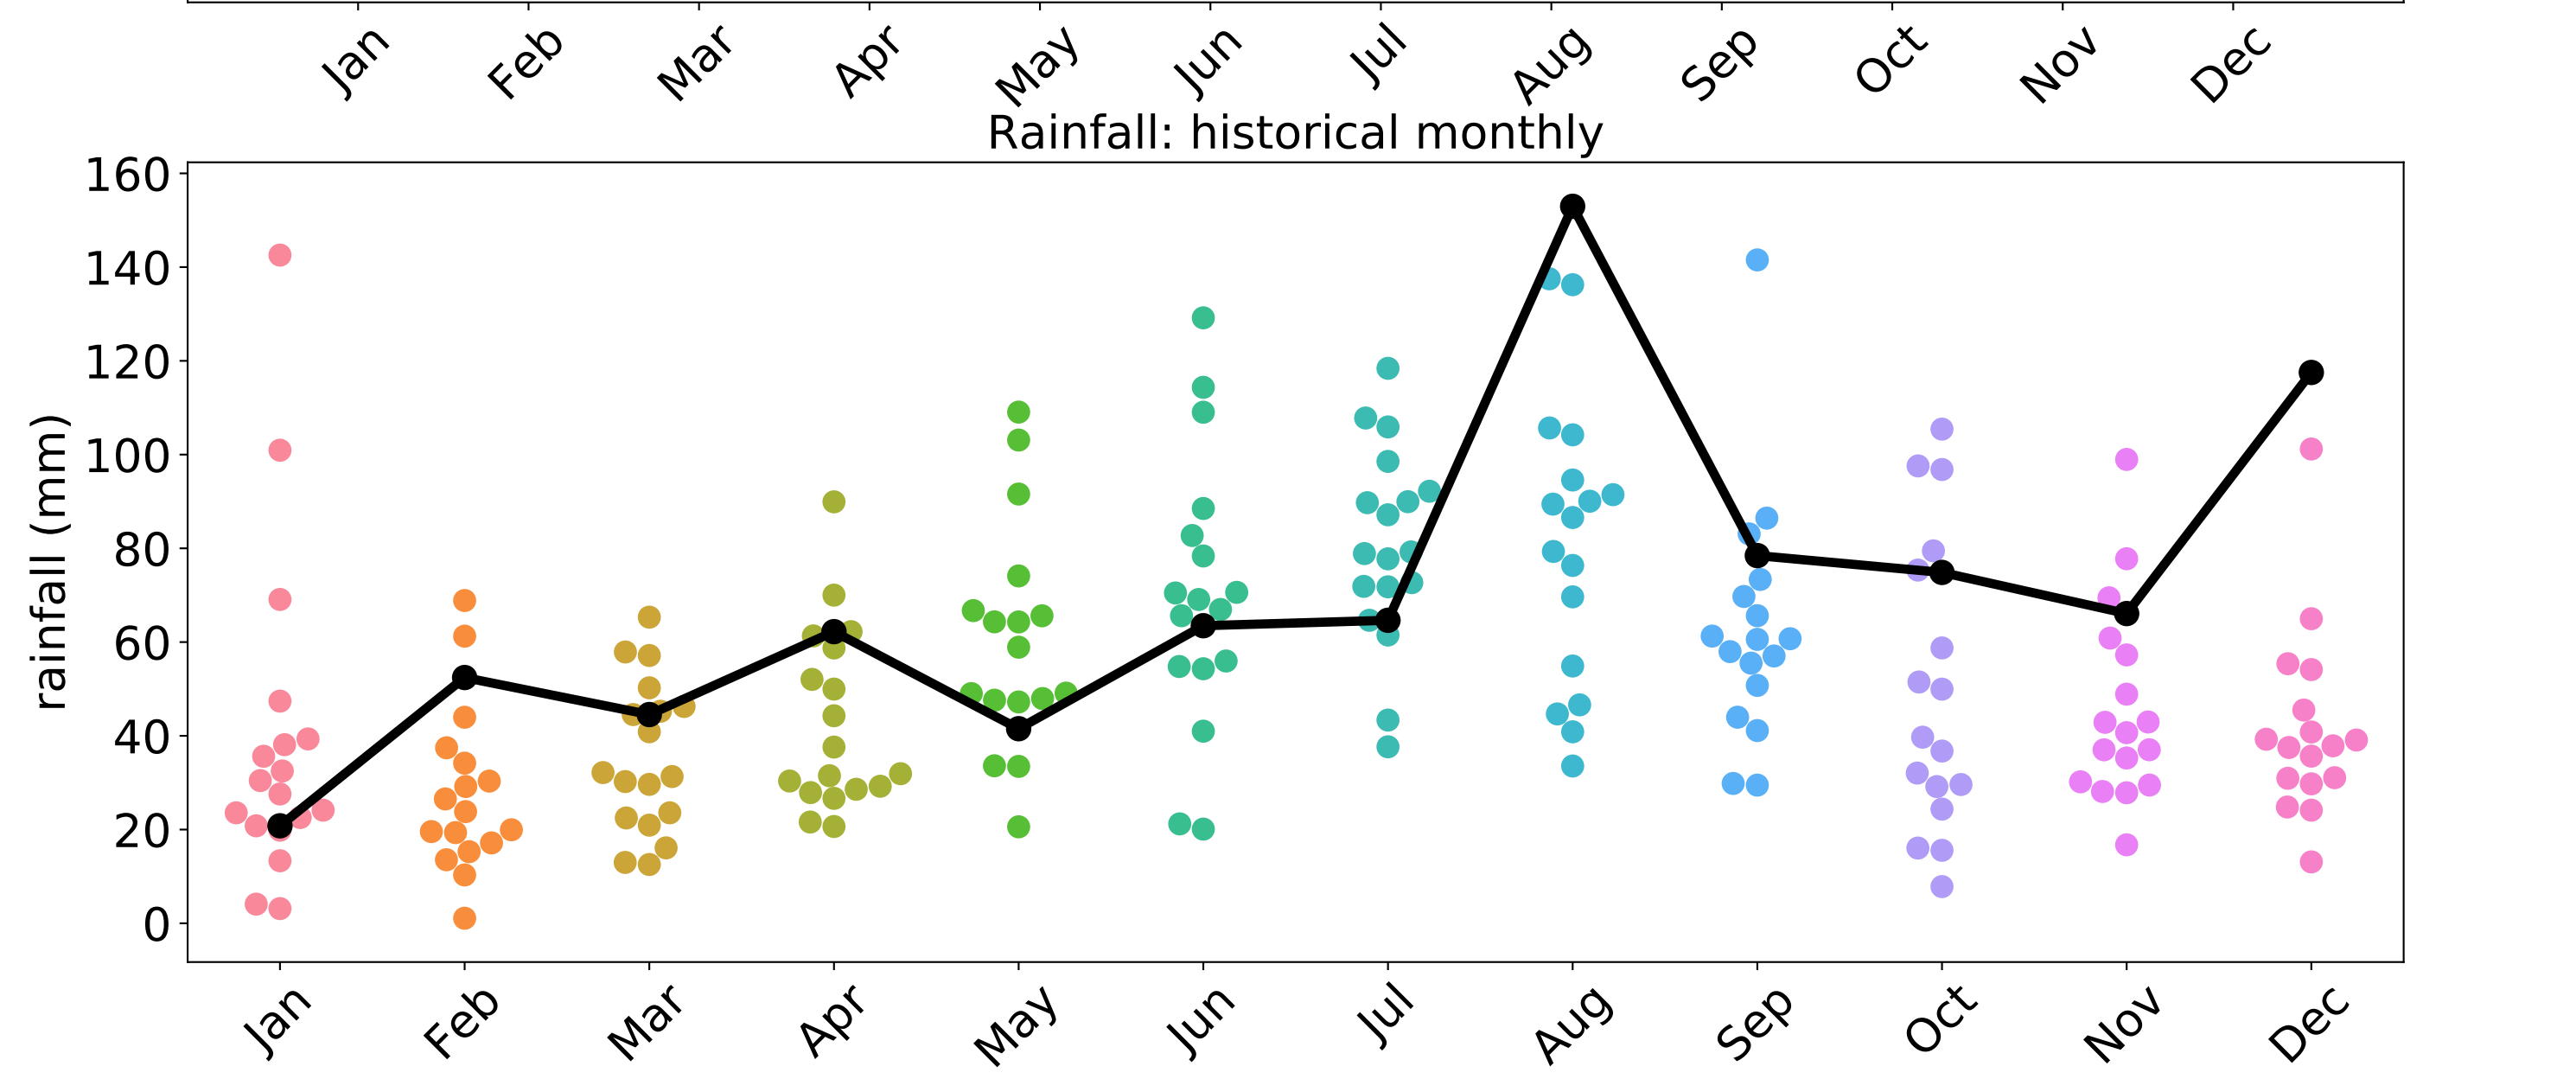 Jan Feb Mar Apr May Jun Jul Aug Sep Oct Nov Dec
Rainfall: historical monthly
160
140
120
100
80
60
40
20
0
rainfall (mm)
Jan Feb Mar Apr May Jun Jul Aug Sep Oct Nov Dec